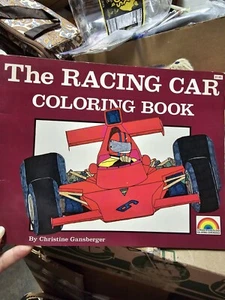 The RACING CAR
COLORING BOOK
By Christine Gansberger